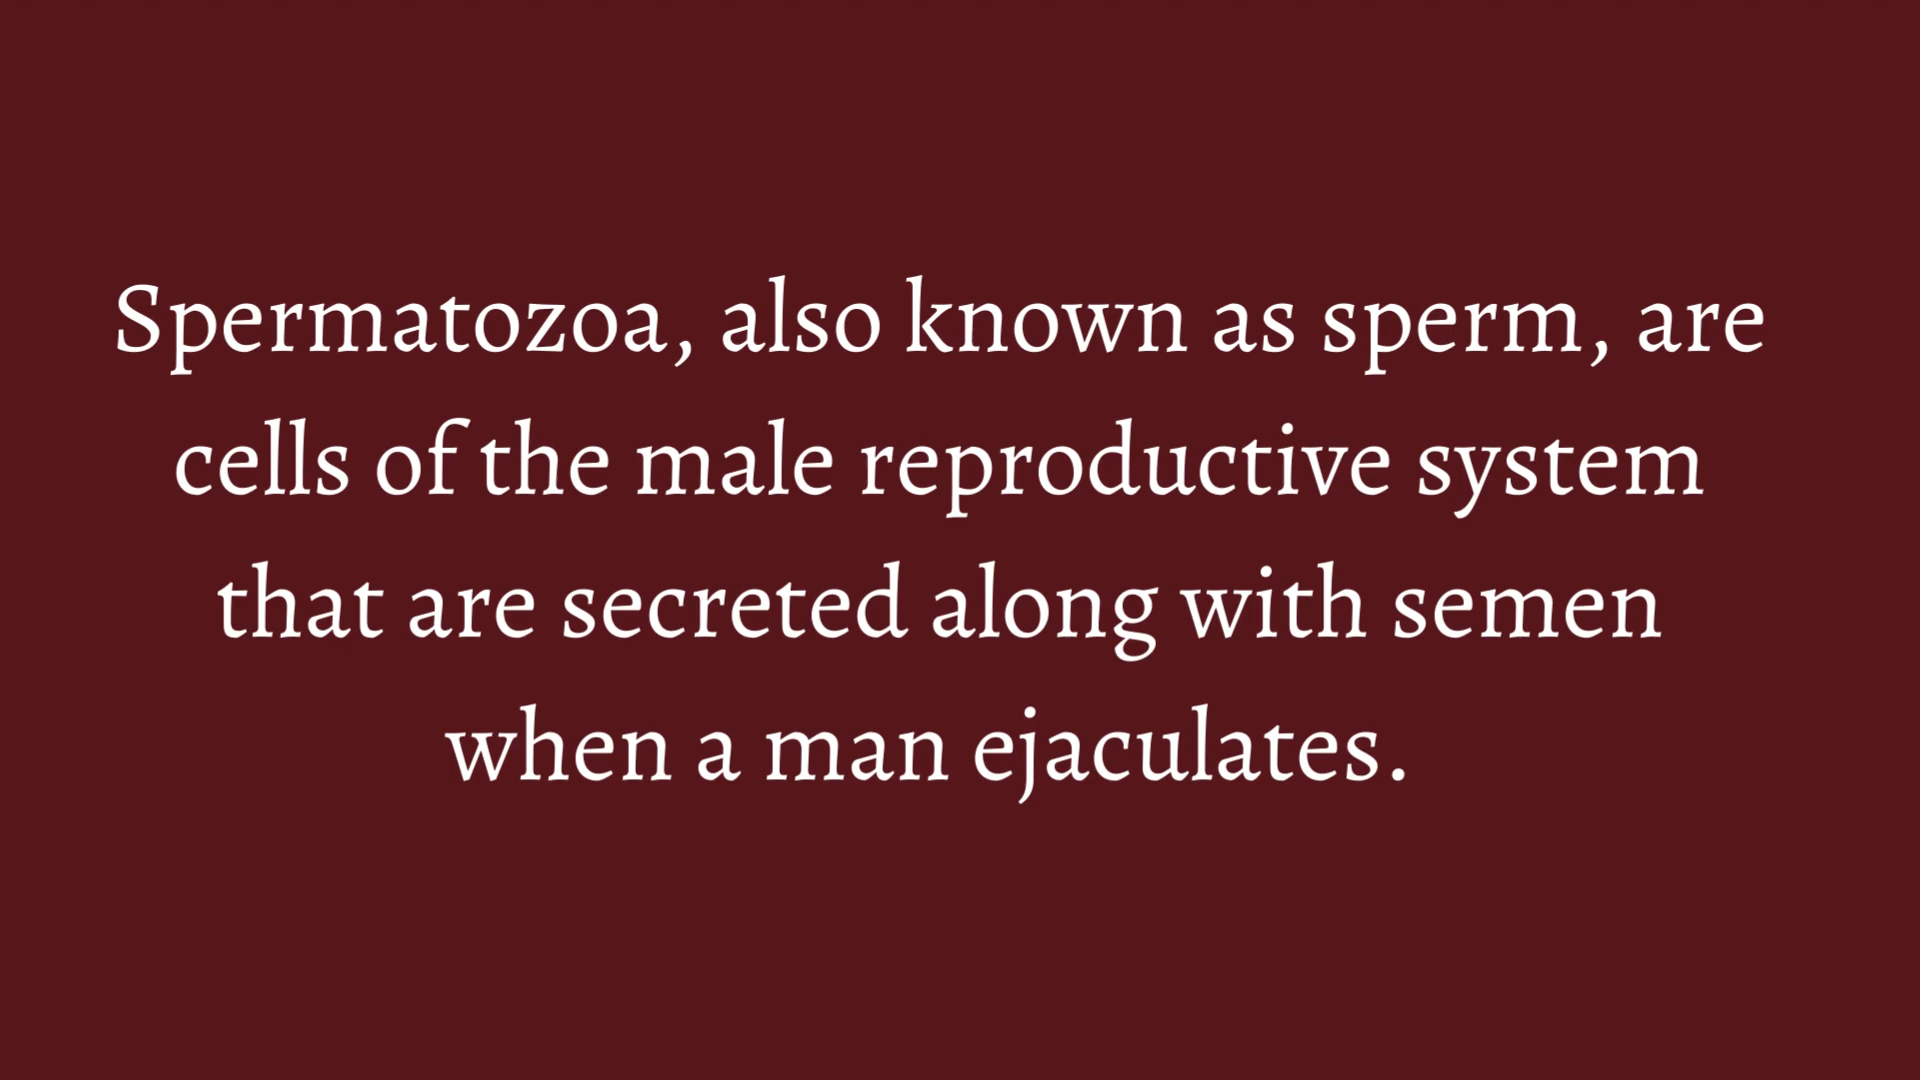 Spermatozoa, also known as sperm, are
cells of the male reproductive system
that are secreted along with semen
when a man ejaculates.